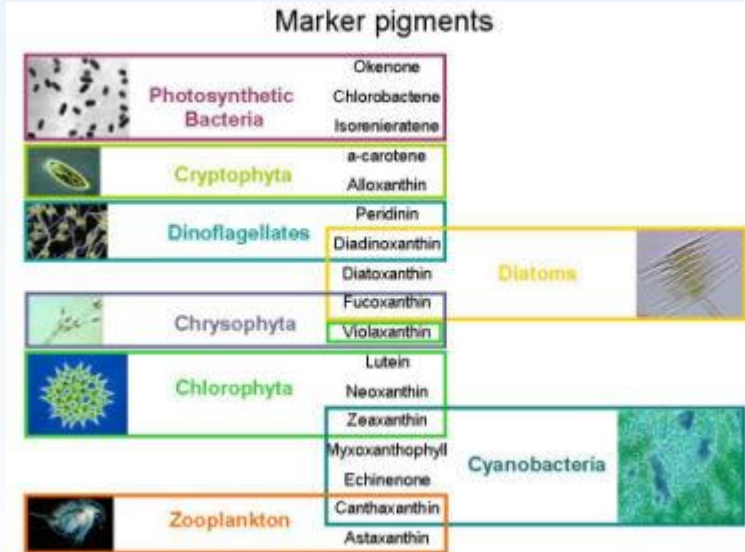 Marker pigments
Photosynthetic
Bacteria
Okenone
Chlorobactene
Isorenieratene
Cryptophyta
a-carotene
Alloxanthin
Dinoflagellates
Peridinin
Diadinoxanthin
Diatoxanthin
Fucoxanthin
Diatoms
Chrysophyta
Violaxanthin
Chlorophyta
Lutein
Neoxanthin
Zeaxanthin
Myxoxanthophyll
Echinenone
Canthaxanthin
Cyanobacteria
Zooplankton
Astaxanthin